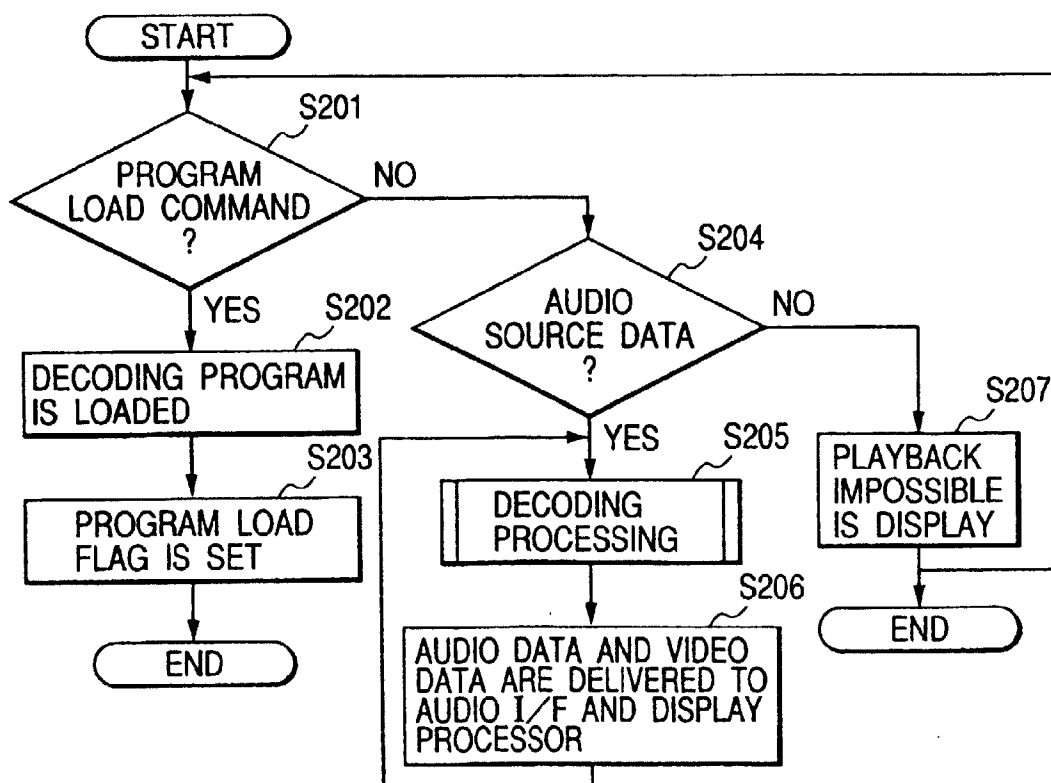 START
S201
PROGRAM
LOAD COMMAND
?
NO
YES
S202
DECODING PROGRAM
IS LOADED
S203
PROGRAM LOAD
FLAG IS SET
END
S204
AUDIO
SOURCE DATA
?
NO
YES
S205
DECODING
PROCESSING
S206
AUDIO DATA AND VIDEO
DATA ARE DELIVERED TO
AUDIO I/F AND DISPLAY
PROCESSOR
S207
PLAYBACK
IMPOSSIBLE
IS DISPLAY
END